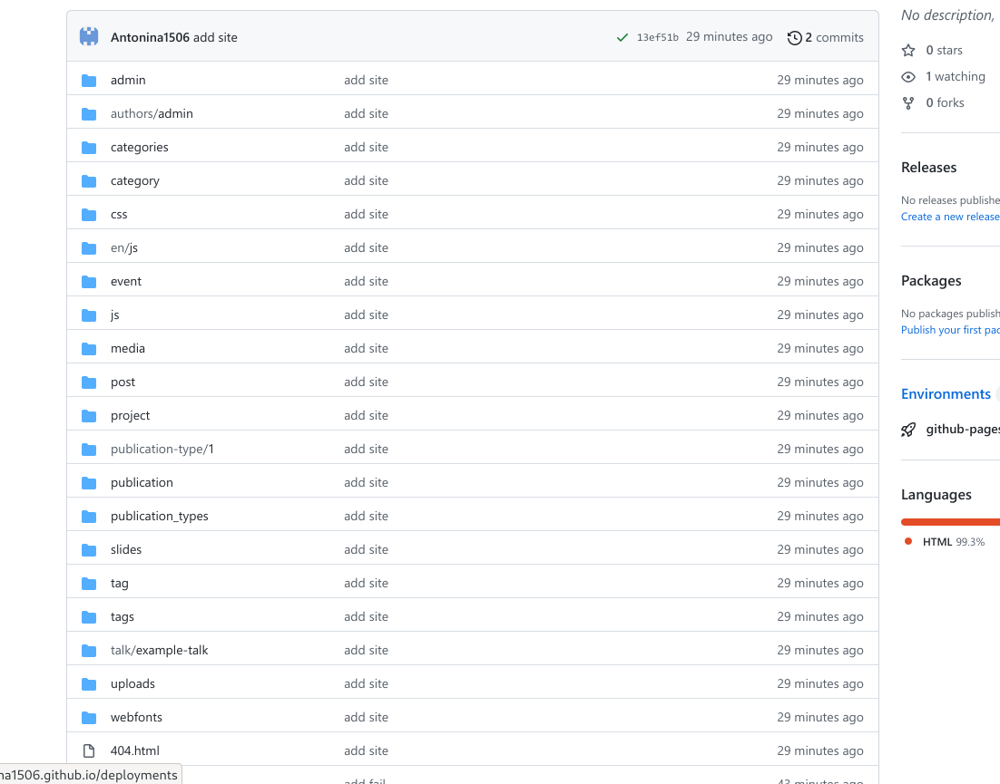 Antonina1506 add site 13ef51b 29 minutes ago 2 commits
admin add site 29 minutes ago
authors/admin add site 29 minutes ago
categories add site 29 minutes ago
category add site 29 minutes ago
css add site 29 minutes ago
en/js add site 29 minutes ago
event add site 29 minutes ago
js add site 29 minutes ago
media add site 29 minutes ago
post add site 29 minutes ago
project add site 29 minutes ago
publication-type/1 add site 29 minutes ago
publication add site 29 minutes ago
publication_types add site 29 minutes ago
slides add site 29 minutes ago
tag add site 29 minutes ago
tags add site 29 minutes ago
talk/example-talk add site 29 minutes ago
uploads add site 29 minutes ago
webfonts add site 29 minutes ago
404.html add site 29 minutes ago
add fail 43 minutes ago
na1506.github.io/deployments
No description,
0 stars
1 watching
0 forks
Releases
No releases publishe
Create a new release
Packages
No packages publish
Publish your first pac
Environments
github-pages
Languages
HTML 99.3%